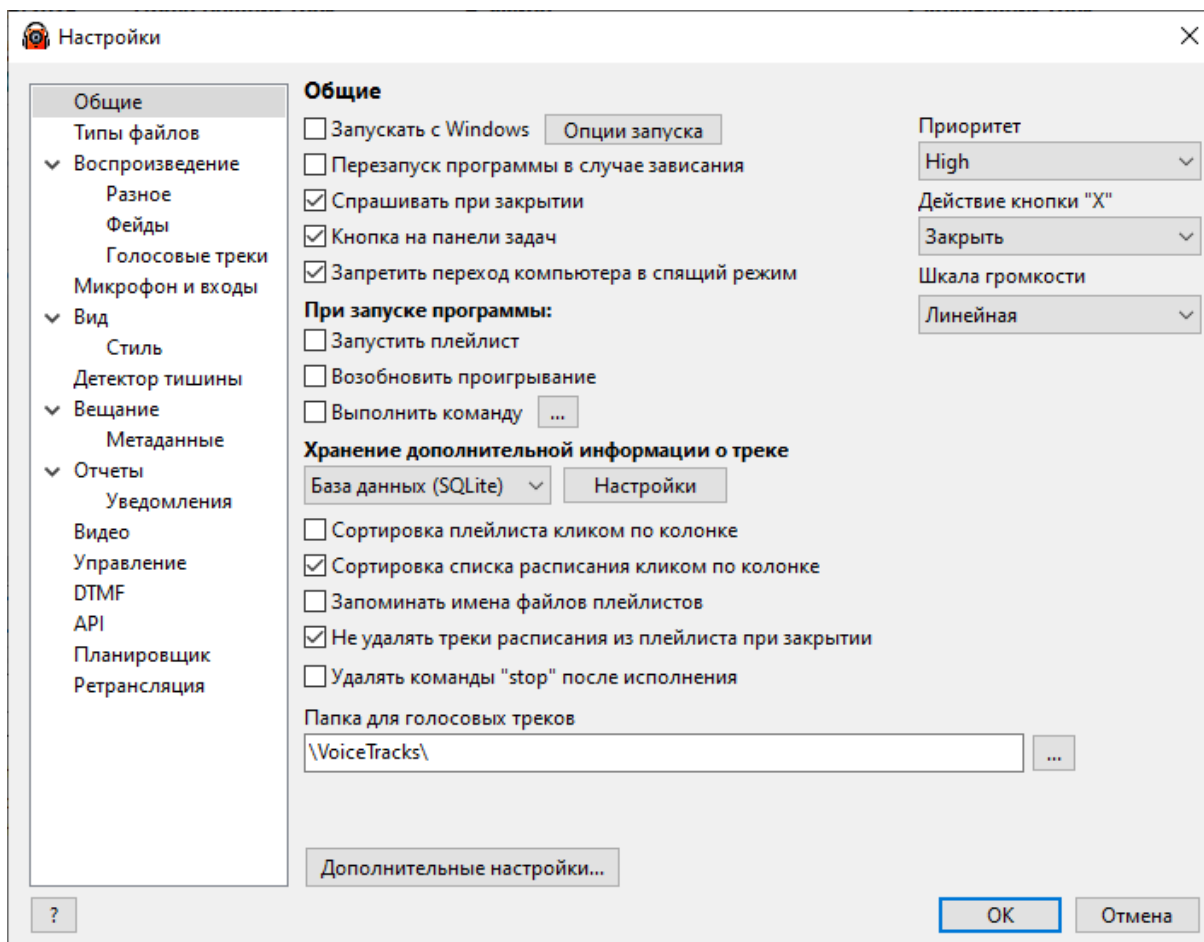 Настройки
Общие
Типы файлов
Воспроизведение
Разное
Фейды
Голосовые треки
Микрофон и входы
Вид
Стиль
Детектор тишины
Вещание
Метаданные
Отчеты
Уведомления
Видео
Управление
DTMF
API
Планировщик
Ретрансляция
Общие
Запускать с Windows
Опции запуска
Перезапуск программы в случае зависания
Спрашивать при закрытии
Кнопка на панели задач
Запретить переход компьютера в спящий режим
Приоритет
High
Действие кнопки "X"
Закрыть
Шкала громкости
Линейная
При запуске программы:
Запустить плейлист
Возобновить проигрывание
Выполнить команду
...
Хранение дополнительной информации о треке
База данных (SQLite)
Настройки
Сортировка плейлиста кликом по колонке
Сортировка списка расписания кликом по колонке
Запоминать имена файлов плейлистов
Не удалять треки расписания из плейлиста при закрытии
Удалять команды "stop" после исполнения
Папка для голосовых треков
\VoiceTracks\
...
Дополнительные настройки...
?
OK
Отмена